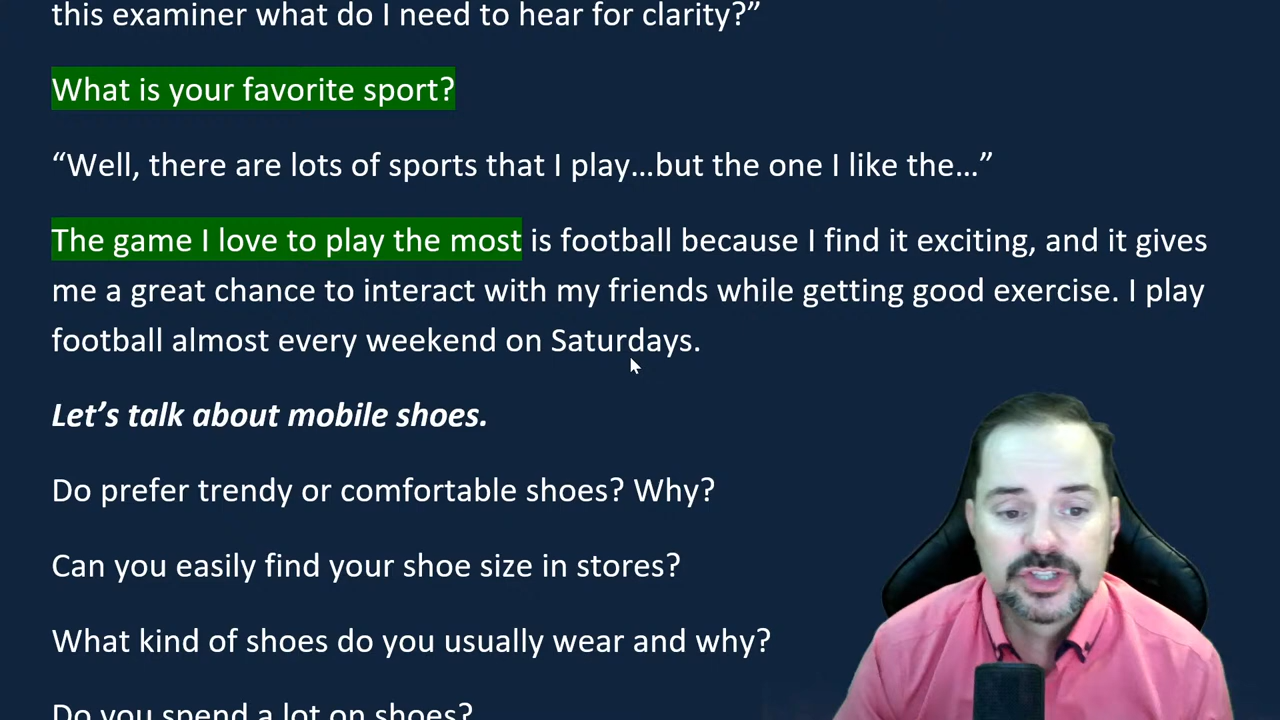 this examiner what do I need to hear for clarity?”
What is your favorite sport?
“Well, there are lots of sports that I play…but the one I like the…”
The game I love to play the most is football because I find it exciting, and it gives
me a great chance to interact with my friends while getting good exercise. I play
football almost every weekend on Saturdays.
Let’s talk about mobile shoes.
Do prefer trendy or comfortable shoes? Why?
Can you easily find your shoe size in stores?
What kind of shoes do you usually wear and why?
Do you spend a lot on shoes?